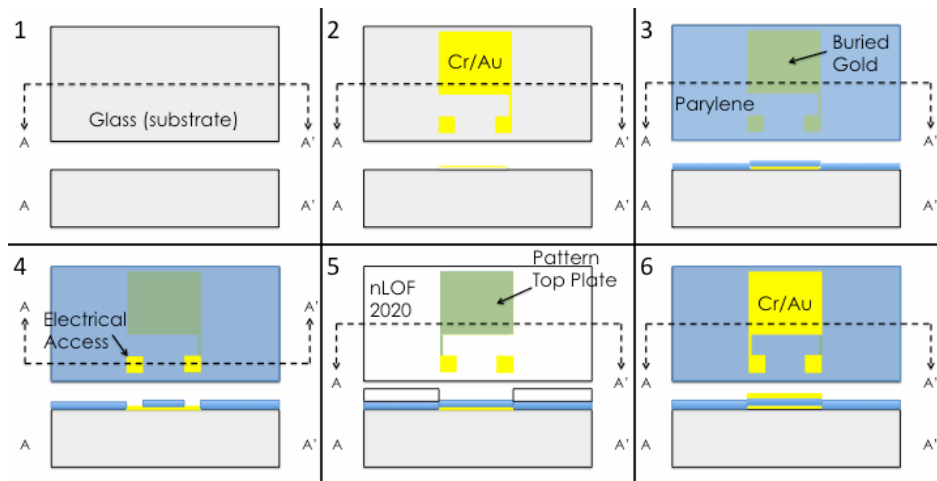 1
Glass (substrate)
A
A'
A
A'
2
Cr/Au
A
A'
A
A'
3
Buried
Gold
Parylene
A
A'
A
A'
4
A
A'
Electrical
Access
A
A'
5
Pattern
Top Plate
nLOF
2020
A
A'
A
A'
6
Cr/Au
A
A'
A
A'